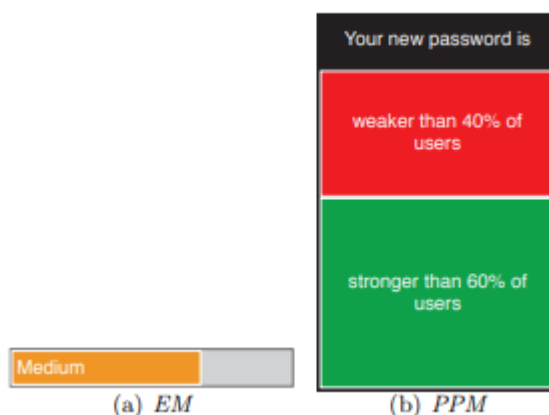 Your new password is
weaker than 40% of
users
stronger than 60% of
users
Medium
(a) EM
(b) PPM